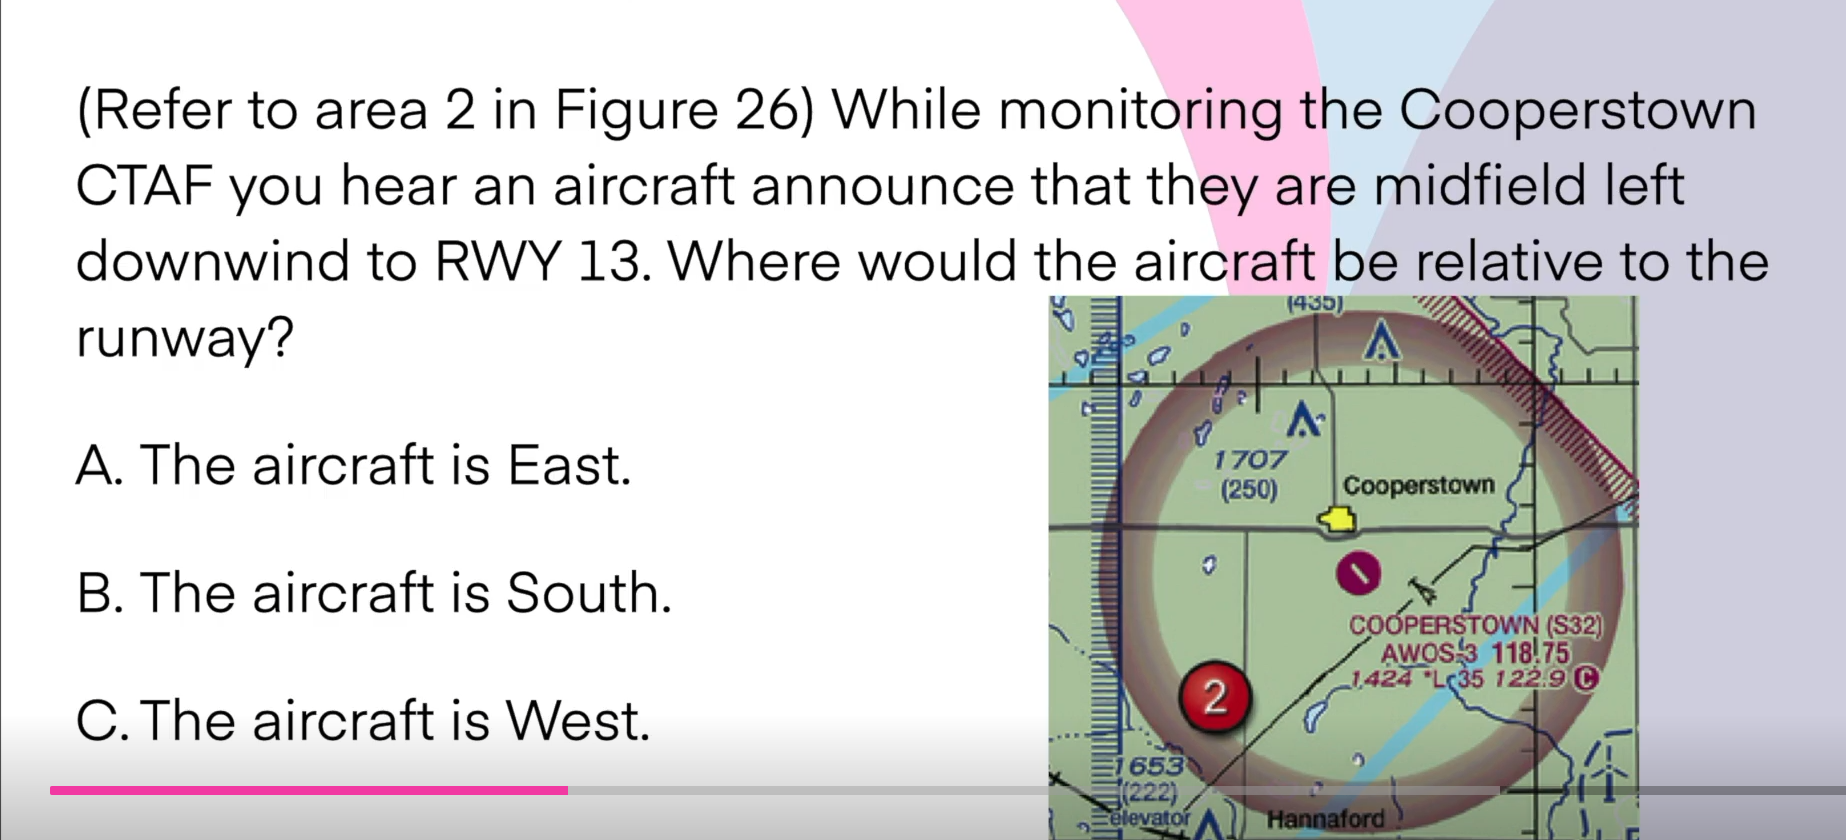 (Refer to area 2 in Figure 26) While monitoring the Cooperstown
CTAF you hear an aircraft announce that they are midfield left
downwind to RWY 13. Where would the aircraft be relative to the
runway?
A. The aircraft is East.
B. The aircraft is South.
C. The aircraft is West.
(435)
1707
(250)
Cooperstown
COOPERSTOWN (S32)
AWOS-3 118.75
1424 *L 35 122.9 C
2
1653
(222)
elevator
Hannaford